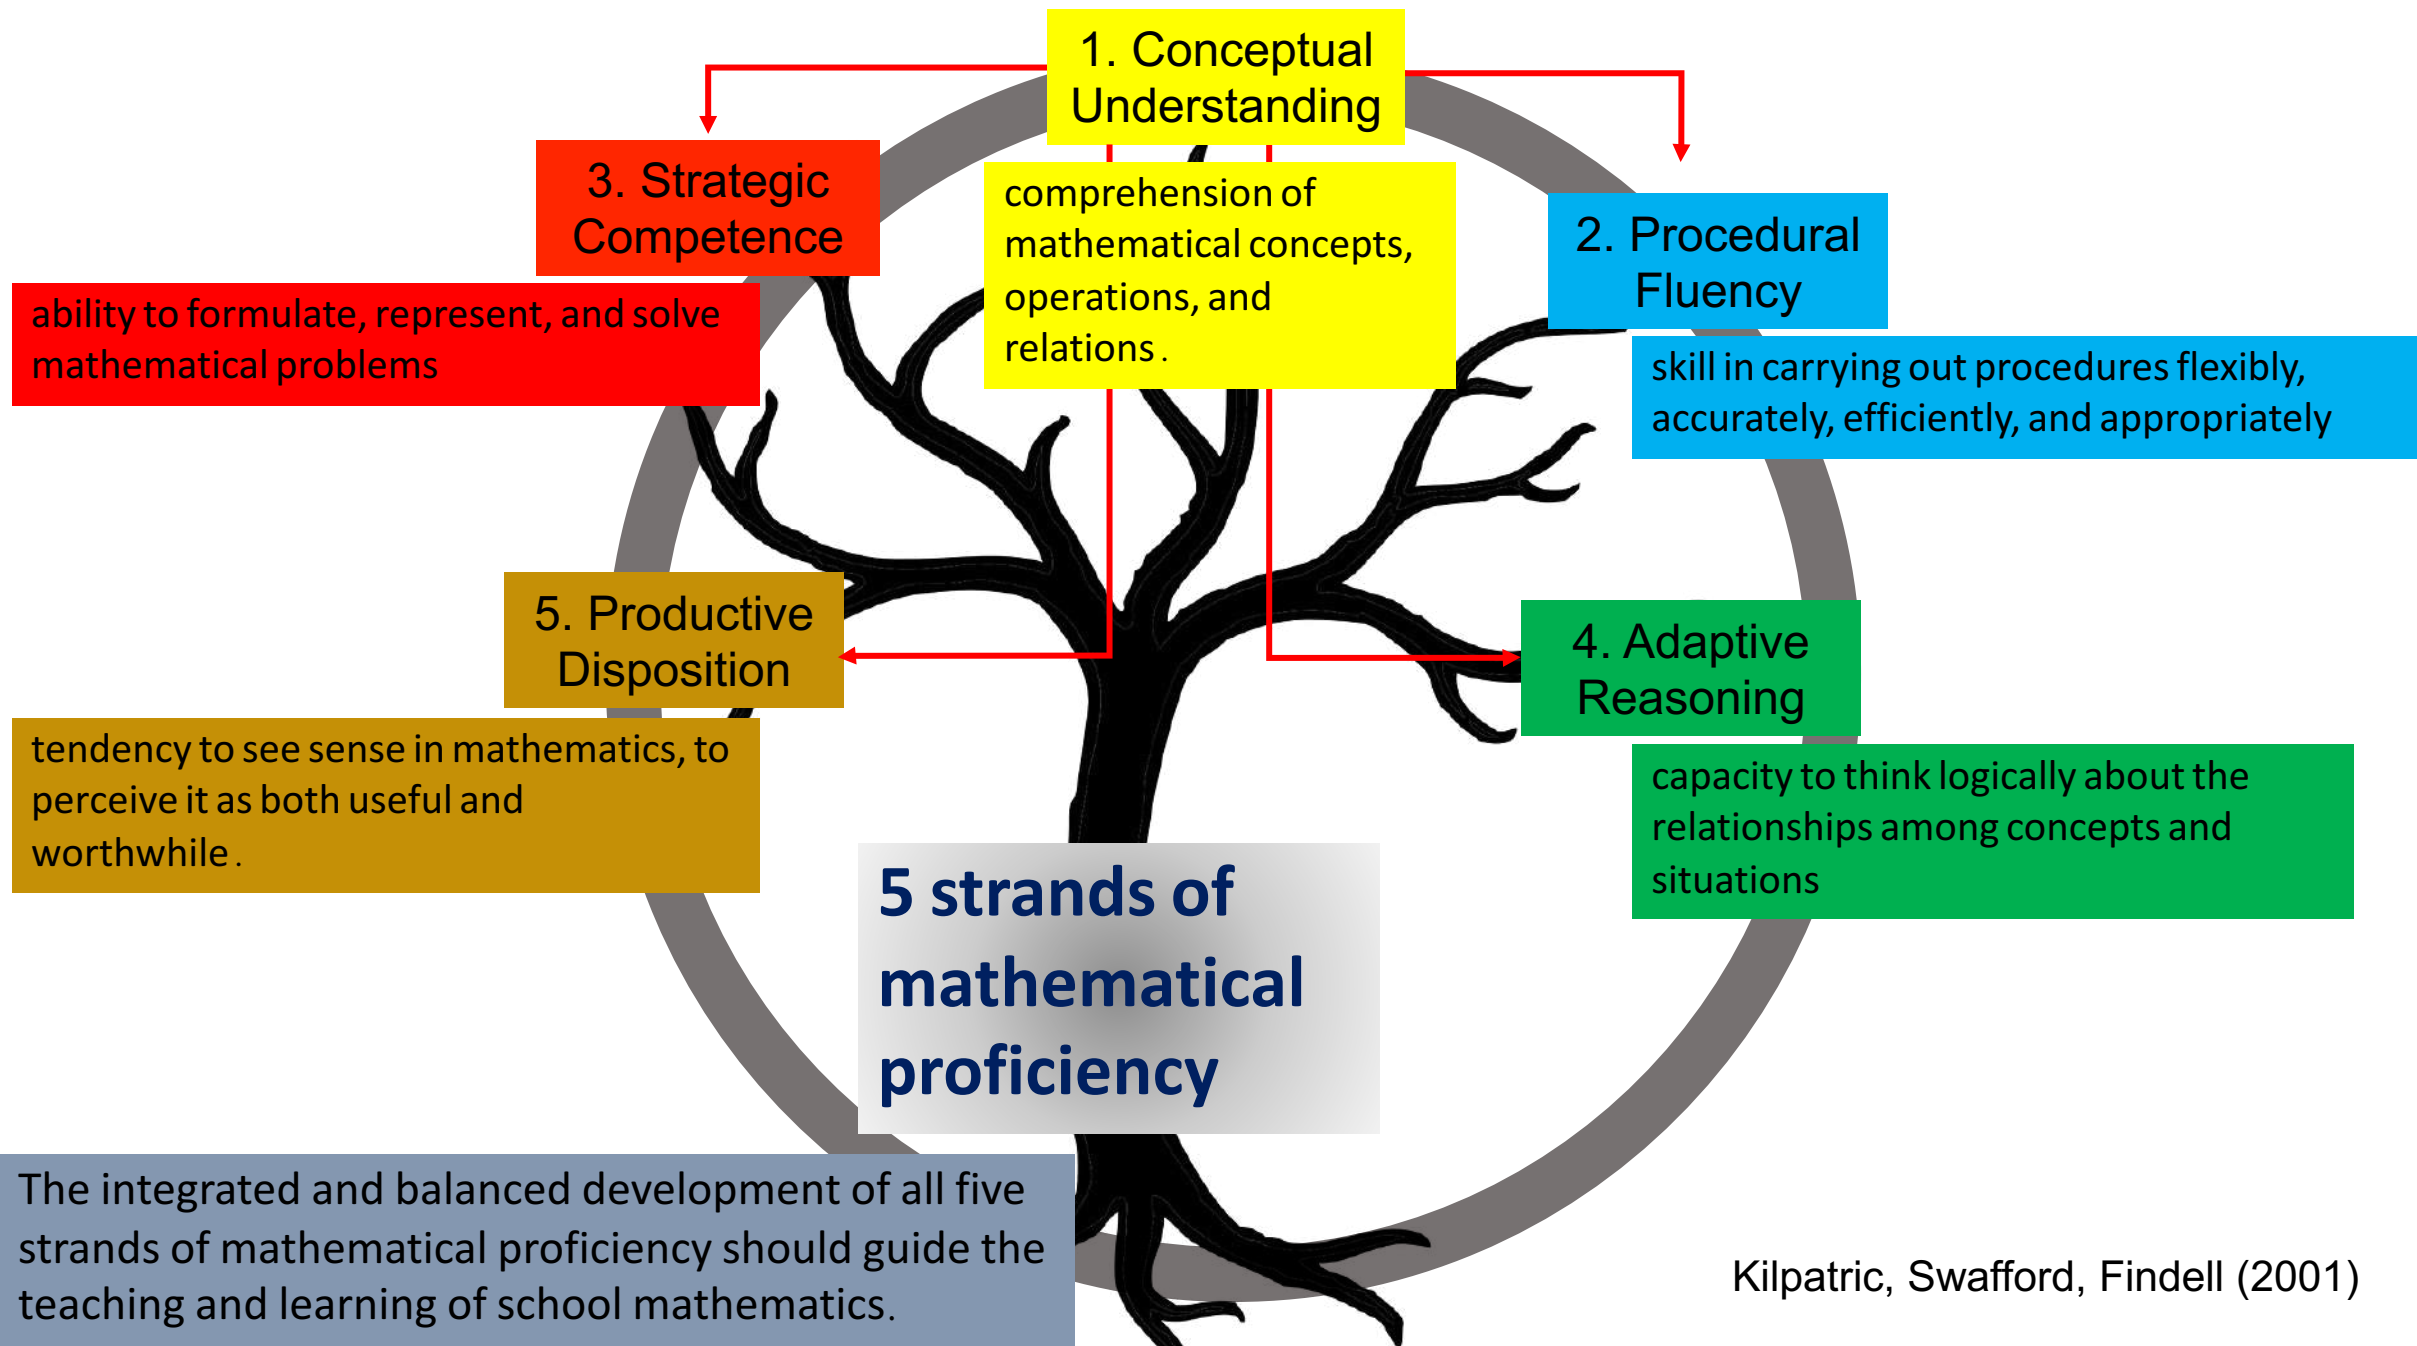 1. Conceptual
Understanding
comprehension of
mathematical concepts,
operations, and
relations.
2. Procedural
Fluency
skill in carrying out procedures flexibly,
accurately, efficiently, and appropriately
3. Strategic
Competence
ability to formulate, represent, and solve
mathematical problems
4. Adaptive
Reasoning
capacity to think logically about the
relationships among concepts and
situations
5. Productive
Disposition
tendency to see sense in mathematics, to
perceive it as both useful and
worthwhile.
5 strands of
mathematical
proficiency
The integrated and balanced development of all five
strands of mathematical proficiency should guide the
teaching and learning of school mathematics.
Kilpatric, Swafford, Findell (2001)